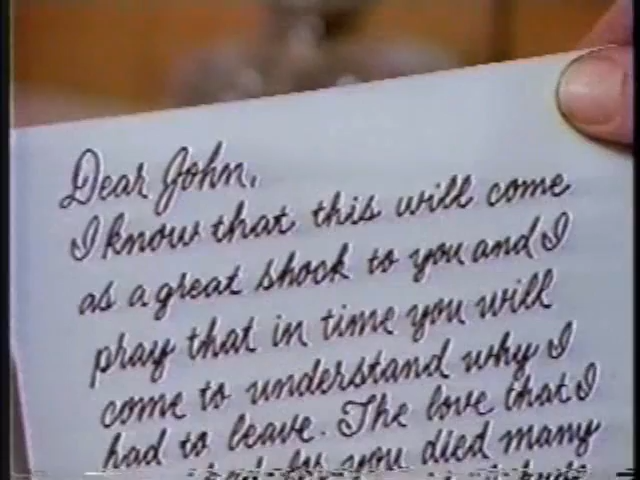 Dear John,
I know that this will come
as a great shock to you and I
pray that in time you will
come to understand why I
had to leave. The love that I
you died many